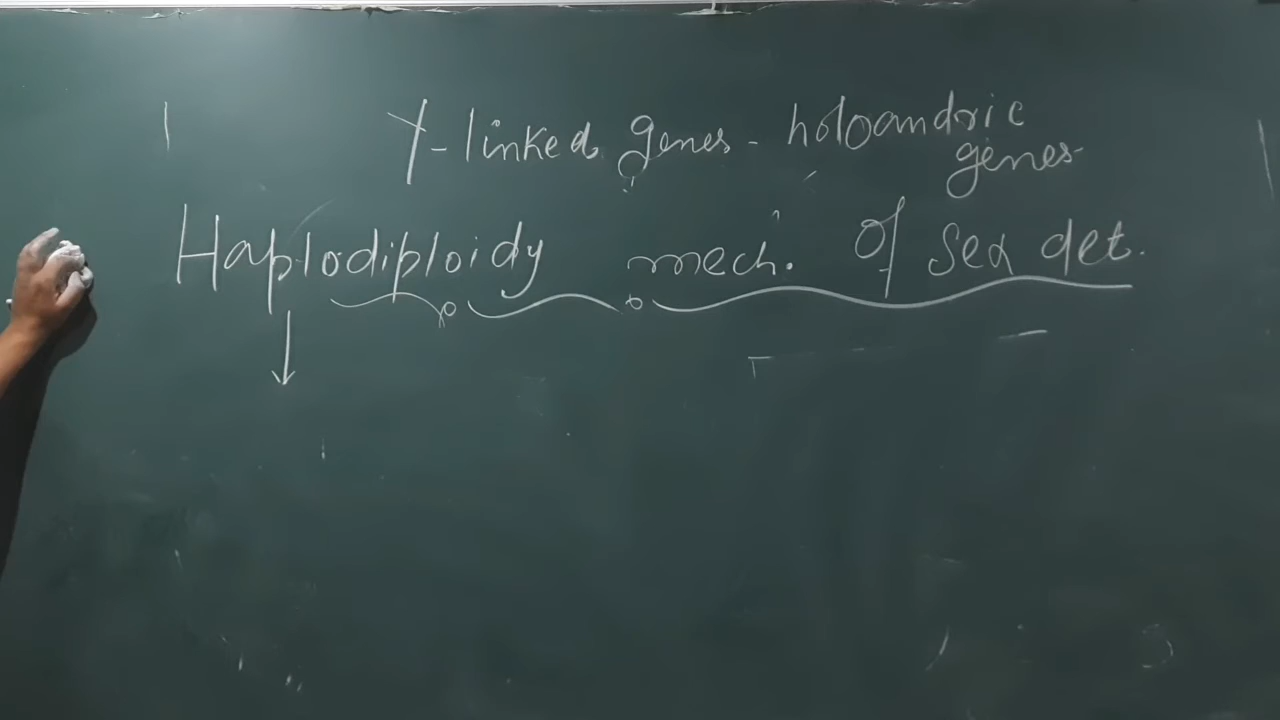 Y-linked genes - holoandric
genes
Haplodiploidy mech. Of Sex det.